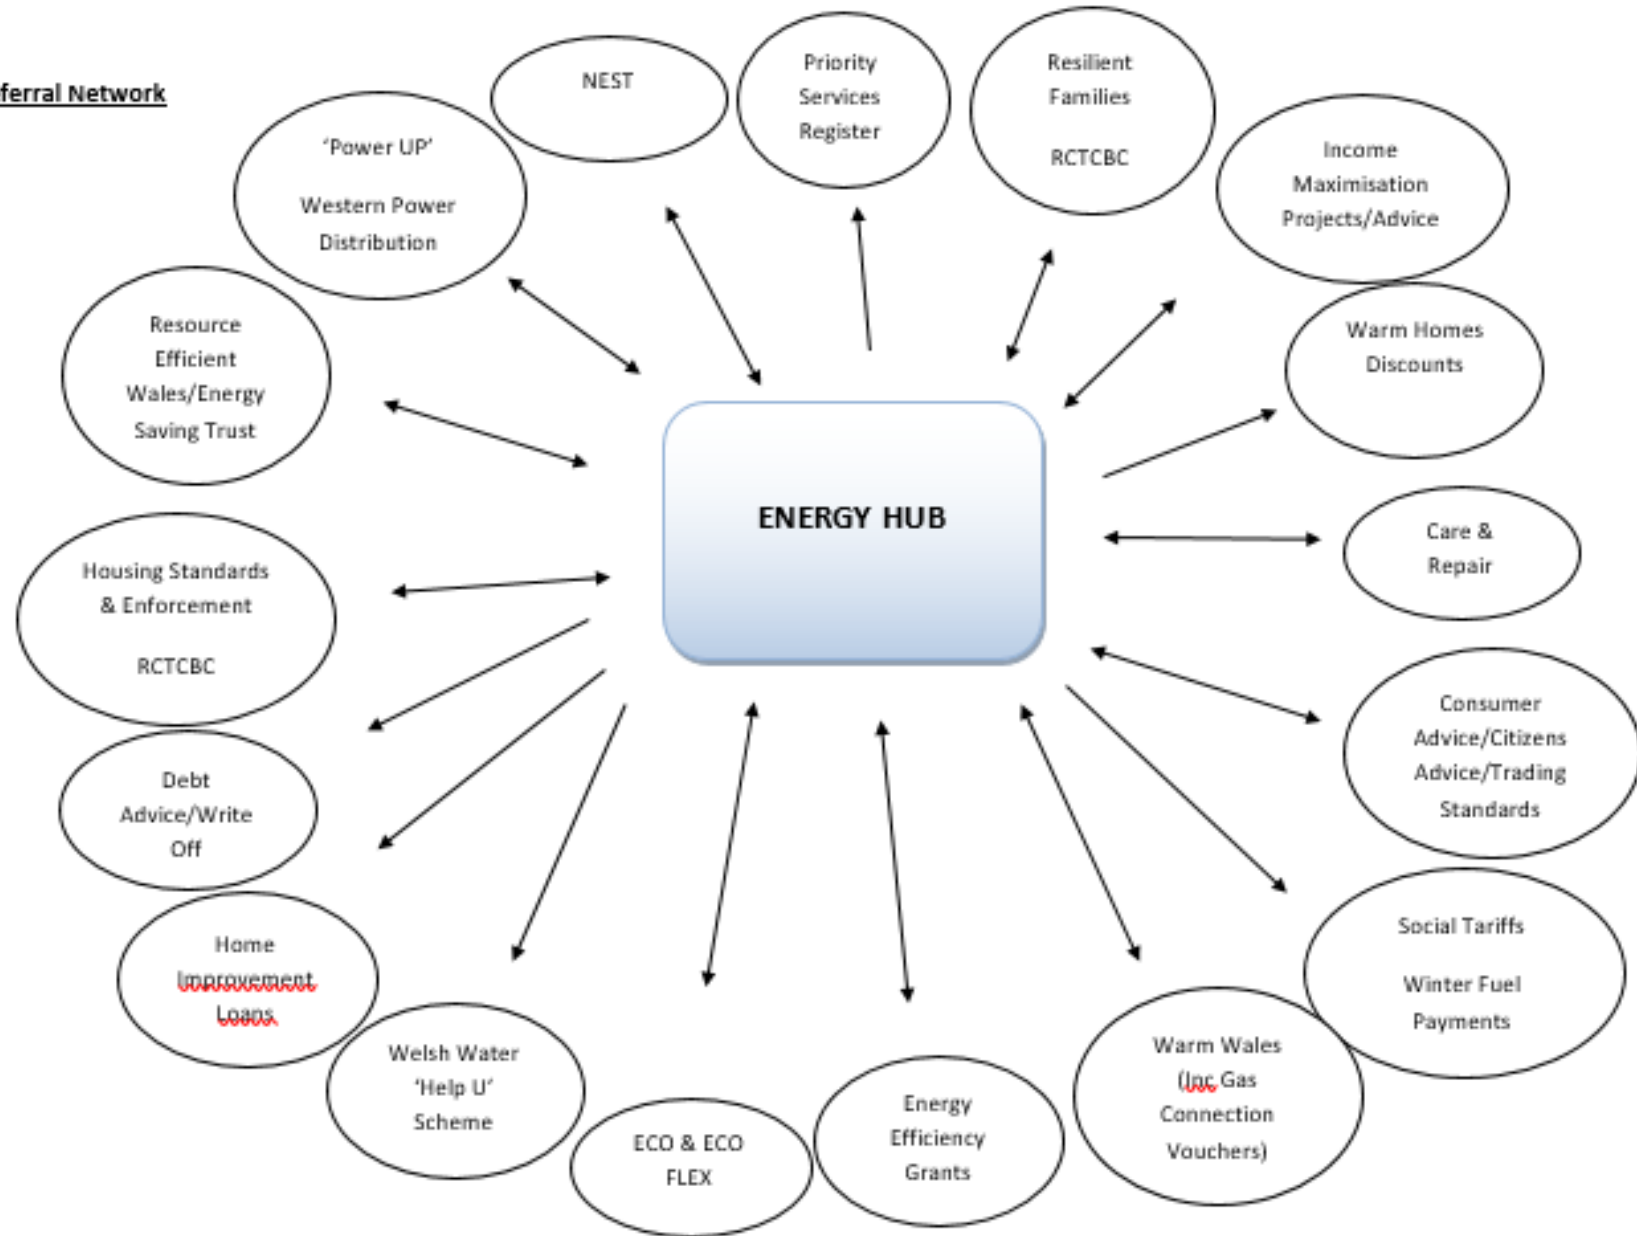 ferral Network
NEST
Priority
Services
Register
Resilient
Families
RCTCBC
'Power UP'
Western Power
Distribution
Income
Maximisation
Projects/Advice
Resource
Efficient
Wales/Energy
Saving Trust
Warm Homes
Discounts
ENERGY HUB
Care &
Repair
Housing Standards
& Enforcement
RCTCBC
Consumer
Advice/Citizens
Advice/Trading
Standards
Debt
Advice/Write
Off
Social Tariffs
Winter Fuel
Payments
Home
Improvement
Loans
Welsh Water
'Help U'
Scheme
ECO & ECO
FLEX
Energy
Efficiency
Grants
Warm Wales
(Inc Gas
Connection
Vouchers)